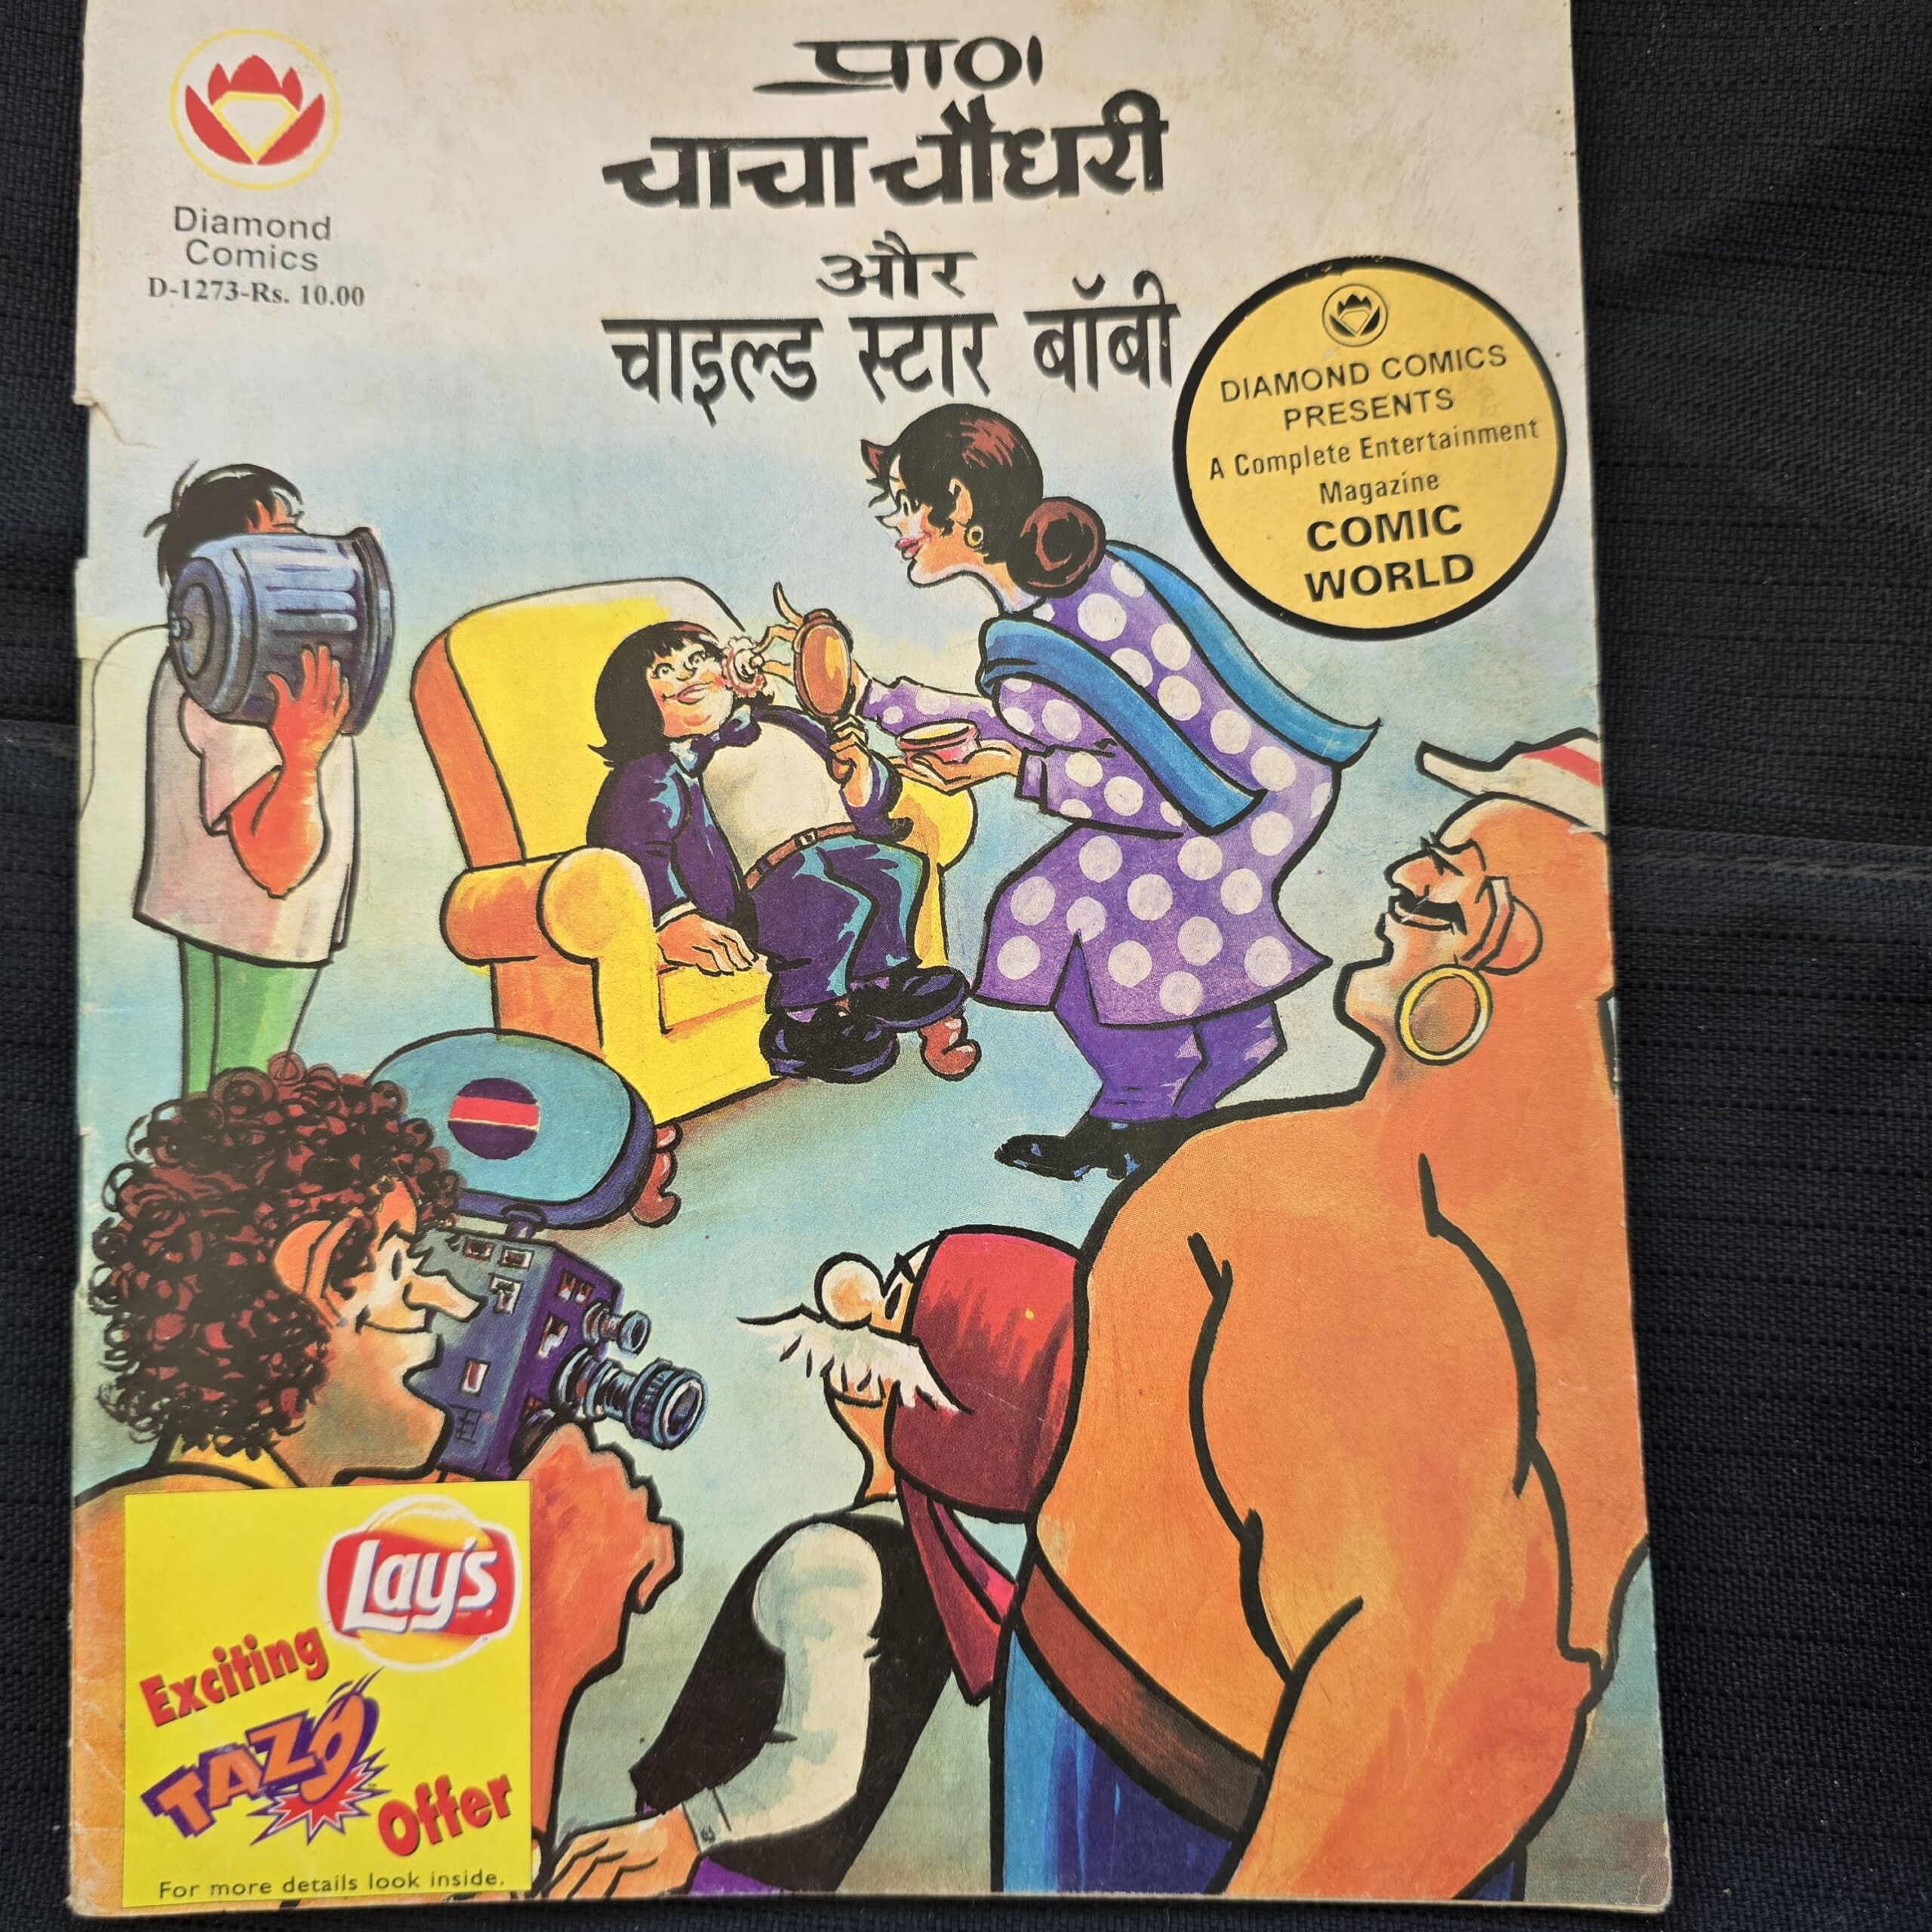 Diamond
Comics
D-1273-Rs. 10.00
प्राण
चाचा चौधरी
और
चाइल्ड स्टार बॉबी
DIAMOND COMICS
PRESENTS
A Complete Entertainment
Magazine
COMIC
WORLD
Lay's
Exciting
TAZO
Offer
For more details look inside.